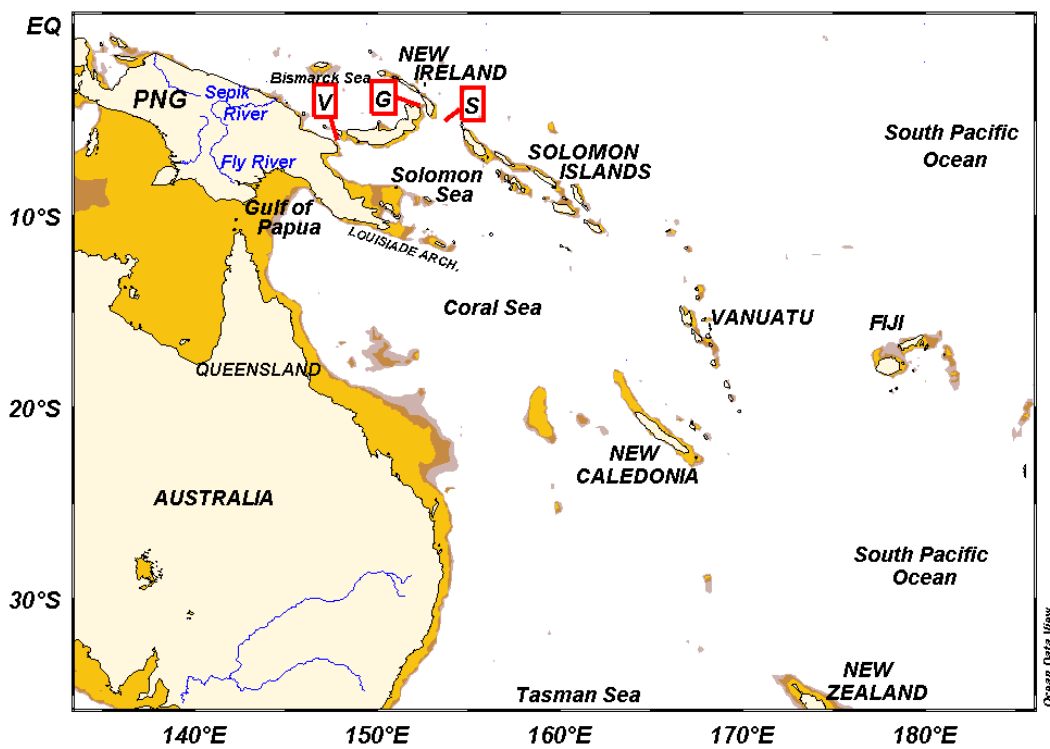 EQ
10°S
20°S
30°S
140°E
150°E
160°E
170°E
180°E
NEW
IRELAND
Bismarck Sea
V
G
S
PNG
Sepik
River
Fly River
Gulf of
Papua
Solomon
Sea
SOLOMON
ISLANDS
LOUISIADE ARCH.
South Pacific
Ocean
Coral Sea
VANUATU
FIJI
QUEENSLAND
NEW
CALEDONIA
AUSTRALIA
South Pacific
Ocean
Tasman Sea
NEW
ZEALAND
Ocean Data View